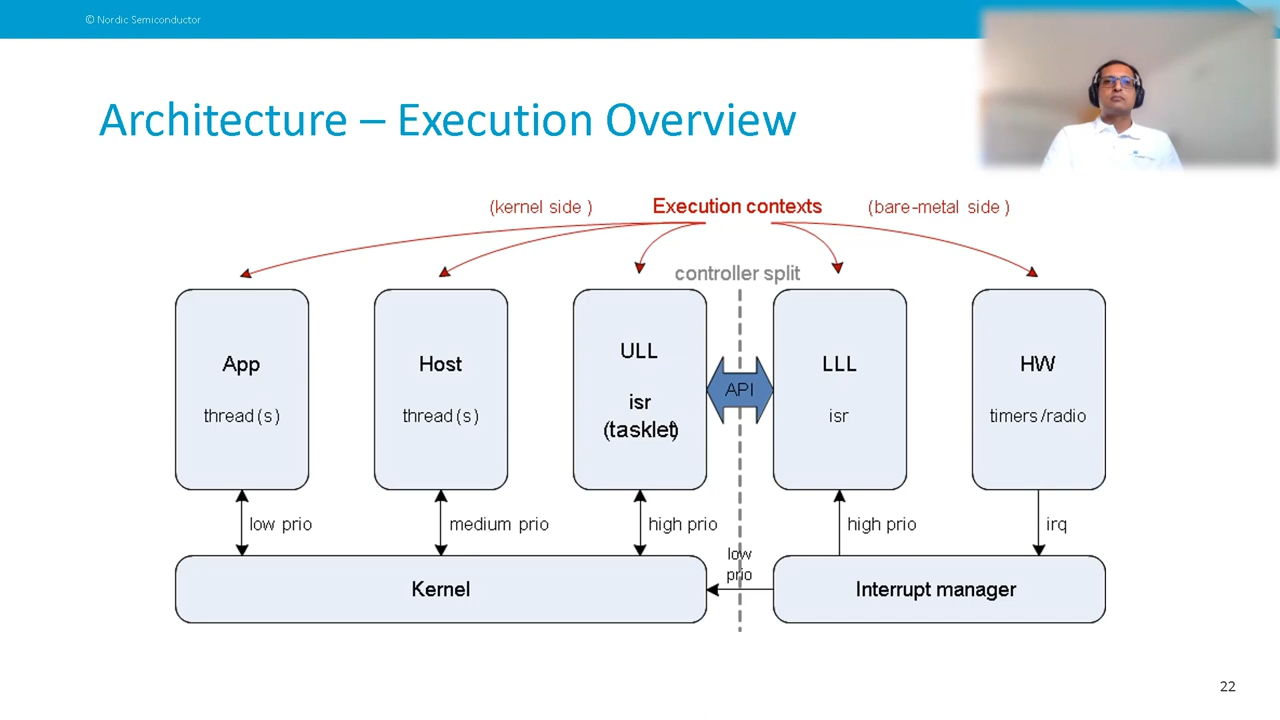 © Nordic Semiconductor
Architecture – Execution Overview
(kernel side )
Execution contexts
(bare-metal side )
controller split
App
thread(s)
Host
thread(s)
ULL
isr
(tasklet)
API
LLL
isr
HW
timers/radio
low prio
medium prio
high prio
high prio
irq
low
prio
Kernel
Interrupt manager
22